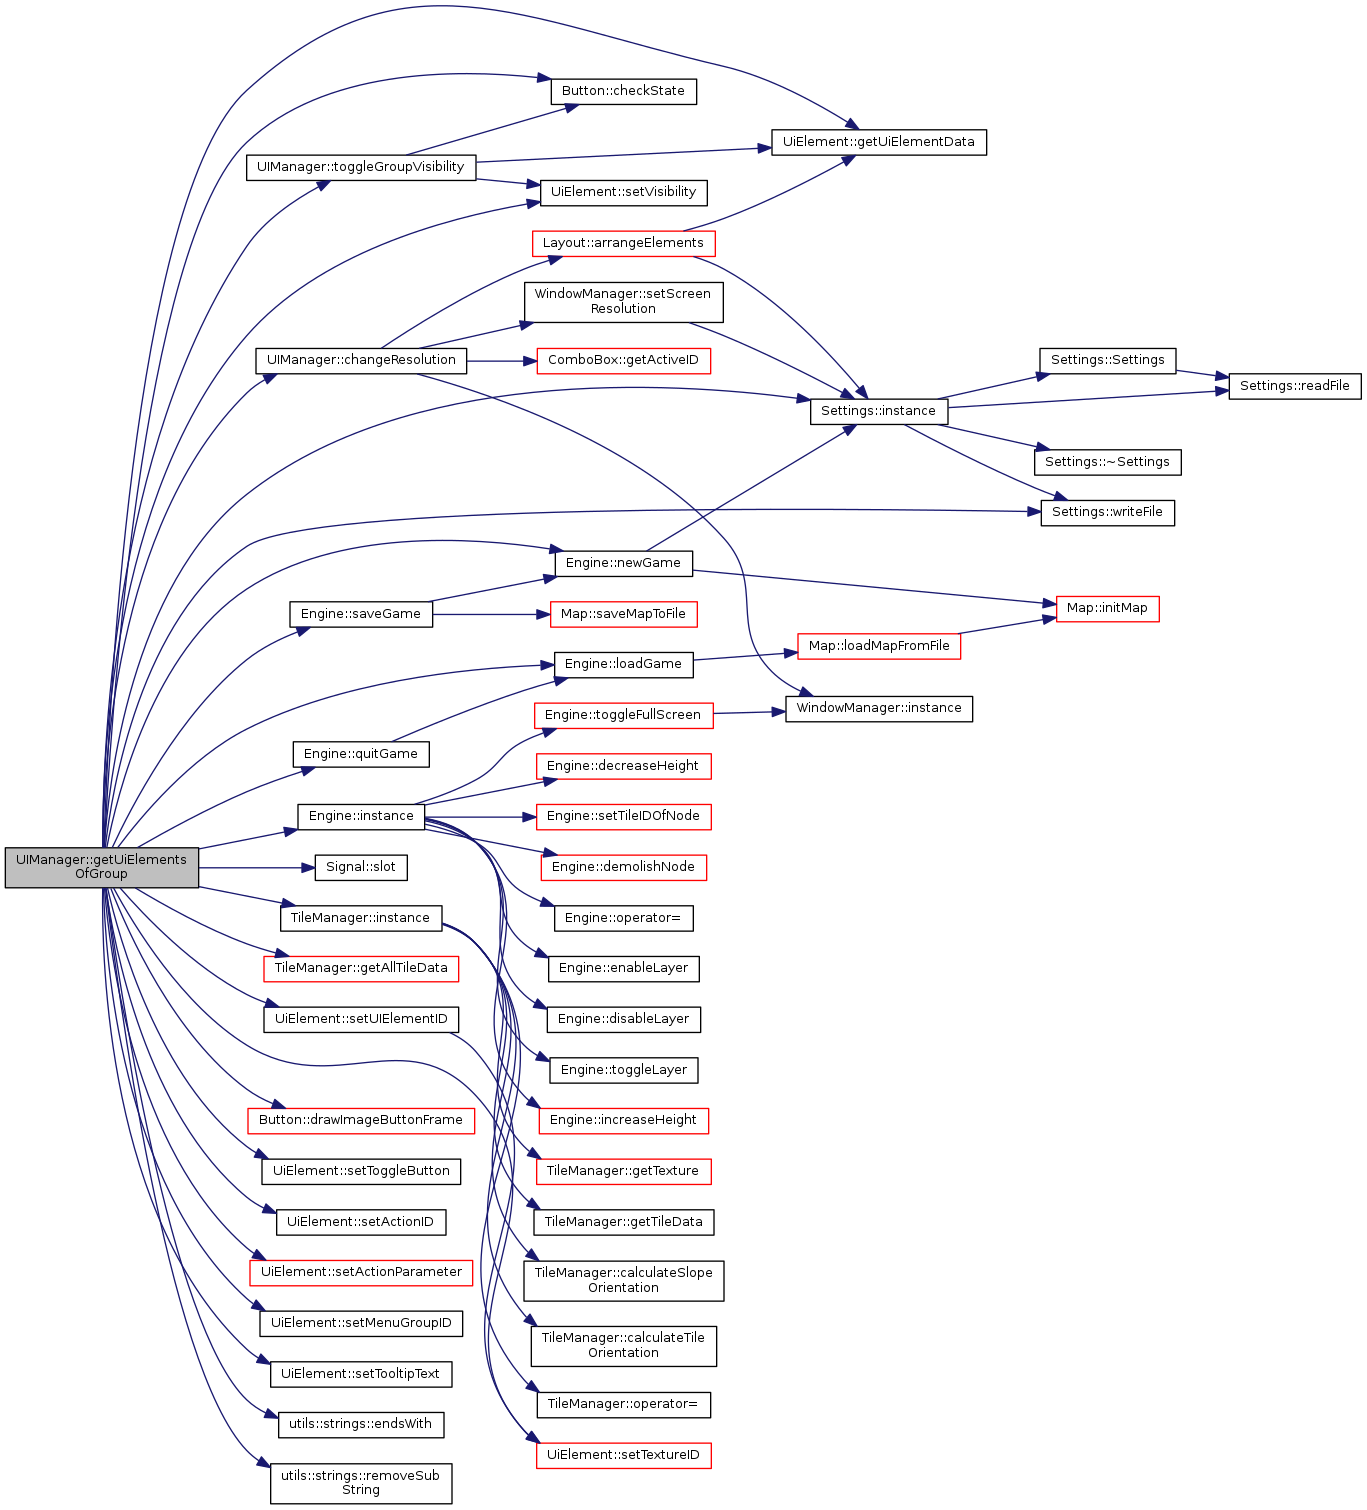 Button::checkState
UiElement::getUiElementData
UIManager::toggleGroupVisibility
UiElement::setVisibility
Layout::arrangeElements
WindowManager::setScreen
Resolution
UIManager::changeResolution
ComboBox::getActiveID
Settings::Settings
Settings::readFile
Settings::instance
Settings::~Settings
Settings::writeFile
Engine::newGame
Engine::saveGame
Map::saveMapToFile
Map::initMap
Map::loadMapFromFile
Engine::loadGame
WindowManager::instance
Engine::toggleFullScreen
Engine::quitGame
Engine::decreaseHeight
Engine::instance
Engine::setTileIDOfNode
UIManager::getUiElements
OfGroup
Signal::slot
Engine::demolishNode
TileManager::instance
Engine::operator=
TileManager::getAllTileData
Engine::enableLayer
UiElement::setUIElementID
Engine::disableLayer
Engine::toggleLayer
Button::drawImageButtonFrame
Engine::increaseHeight
UiElement::setToggleButton
TileManager::getTexture
UiElement::setActionID
TileManager::getTileData
UiElement::setActionParameter
TileManager::calculateSlope
Orientation
UiElement::setMenuGroupID
TileManager::calculateTile
Orientation
UiElement::setTooltipText
TileManager::operator=
utils::strings::endsWith
UiElement::setTextureID
utils::strings::removeSub
String